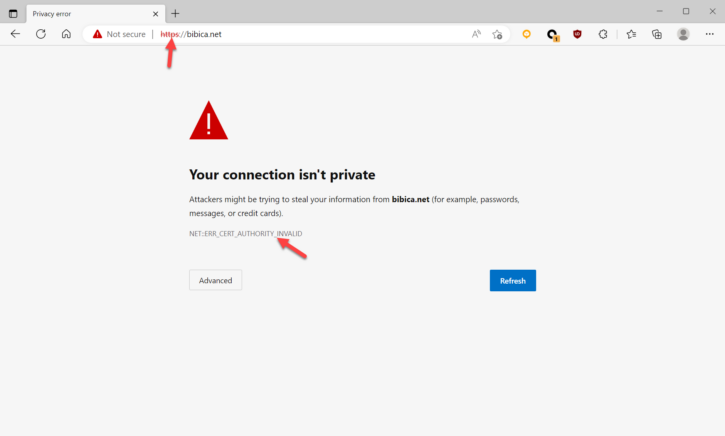 Privacy error
Not secure
https://bibica.net
1
Your connection isn't private
Attackers might be trying to steal your information from bibica.net (for example, passwords,
messages, or credit cards).
NET::ERR_CERT_AUTHORITY_INVALID
Advanced
Refresh